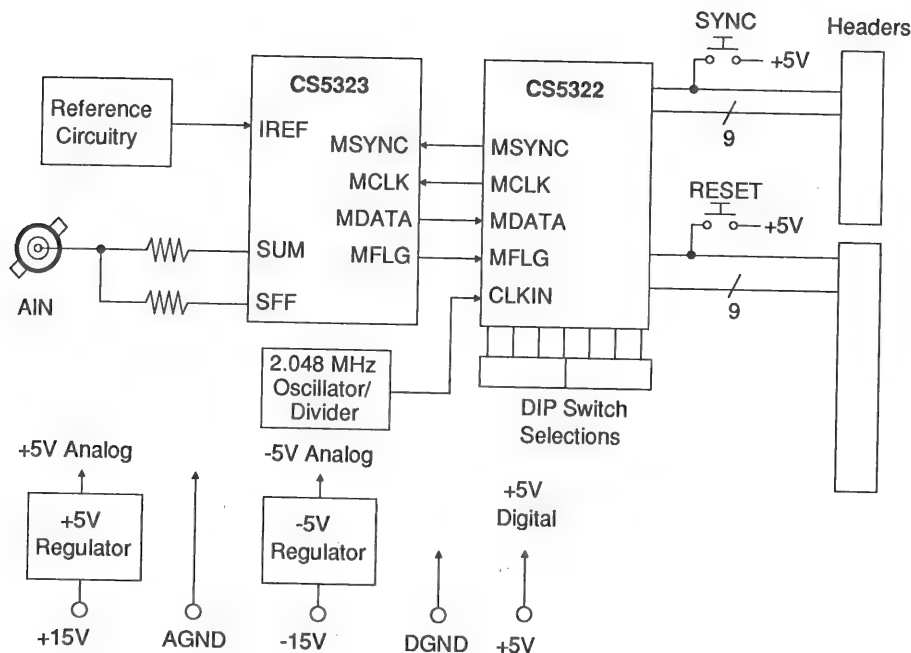 SYNC
Headers
+5V
CS5323
CS5322
Reference
Circuitry
IREF
9
MSYNC
MSYNC
MCLK
MCLK
RESET
MDATA
MDATA
+5V
SUM
MFLG
MFLG
AIN
SFF
CLKIN
9
2.048 MHz
Oscillator/
Divider
DIP Switch
Selections
+5V Analog
-5V Analog
+5V
Digital
+5V
Regulator
-5V
Regulator
+15V
AGND
-15V
DGND
+5V